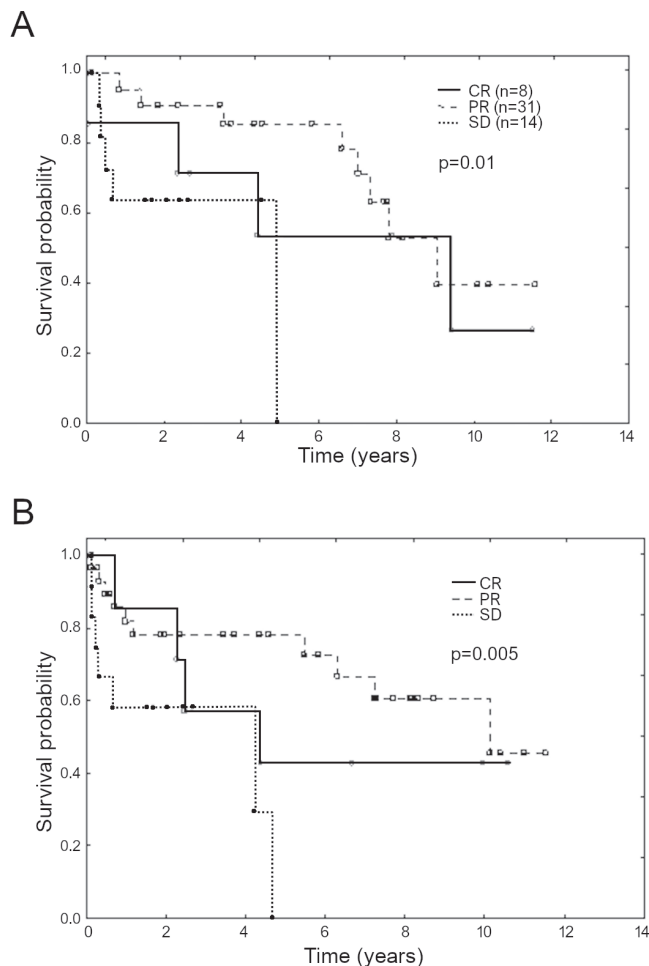 A
1.0
0.8
0.6
0.4
0.2
0.0
Survival probability
CR (n=8)
PR (n=31)
SD (n=14)
p=0.01
0 2 4 6 8 10 12 14
Time (years)
B
1.0
0.8
0.6
0.4
0.2
0.0
Survival probability
CR
PR
SD
p=0.005
0 2 4 6 8 10 12 14
Time (years)